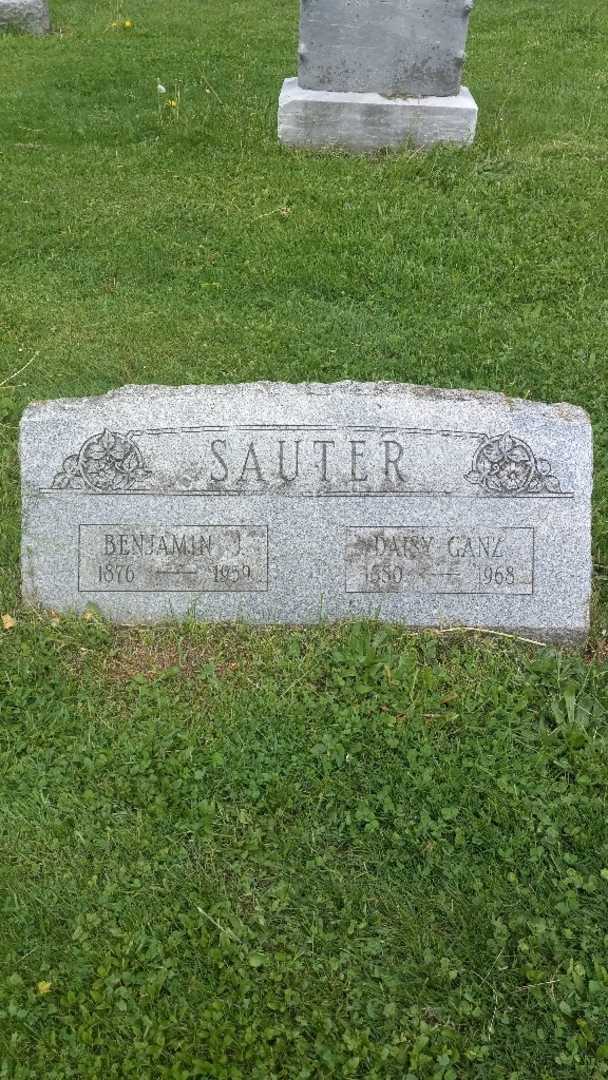 SAUTER
BENJAMIN J.
1876 — 1959
DAISY GANZ
1880 — 1968